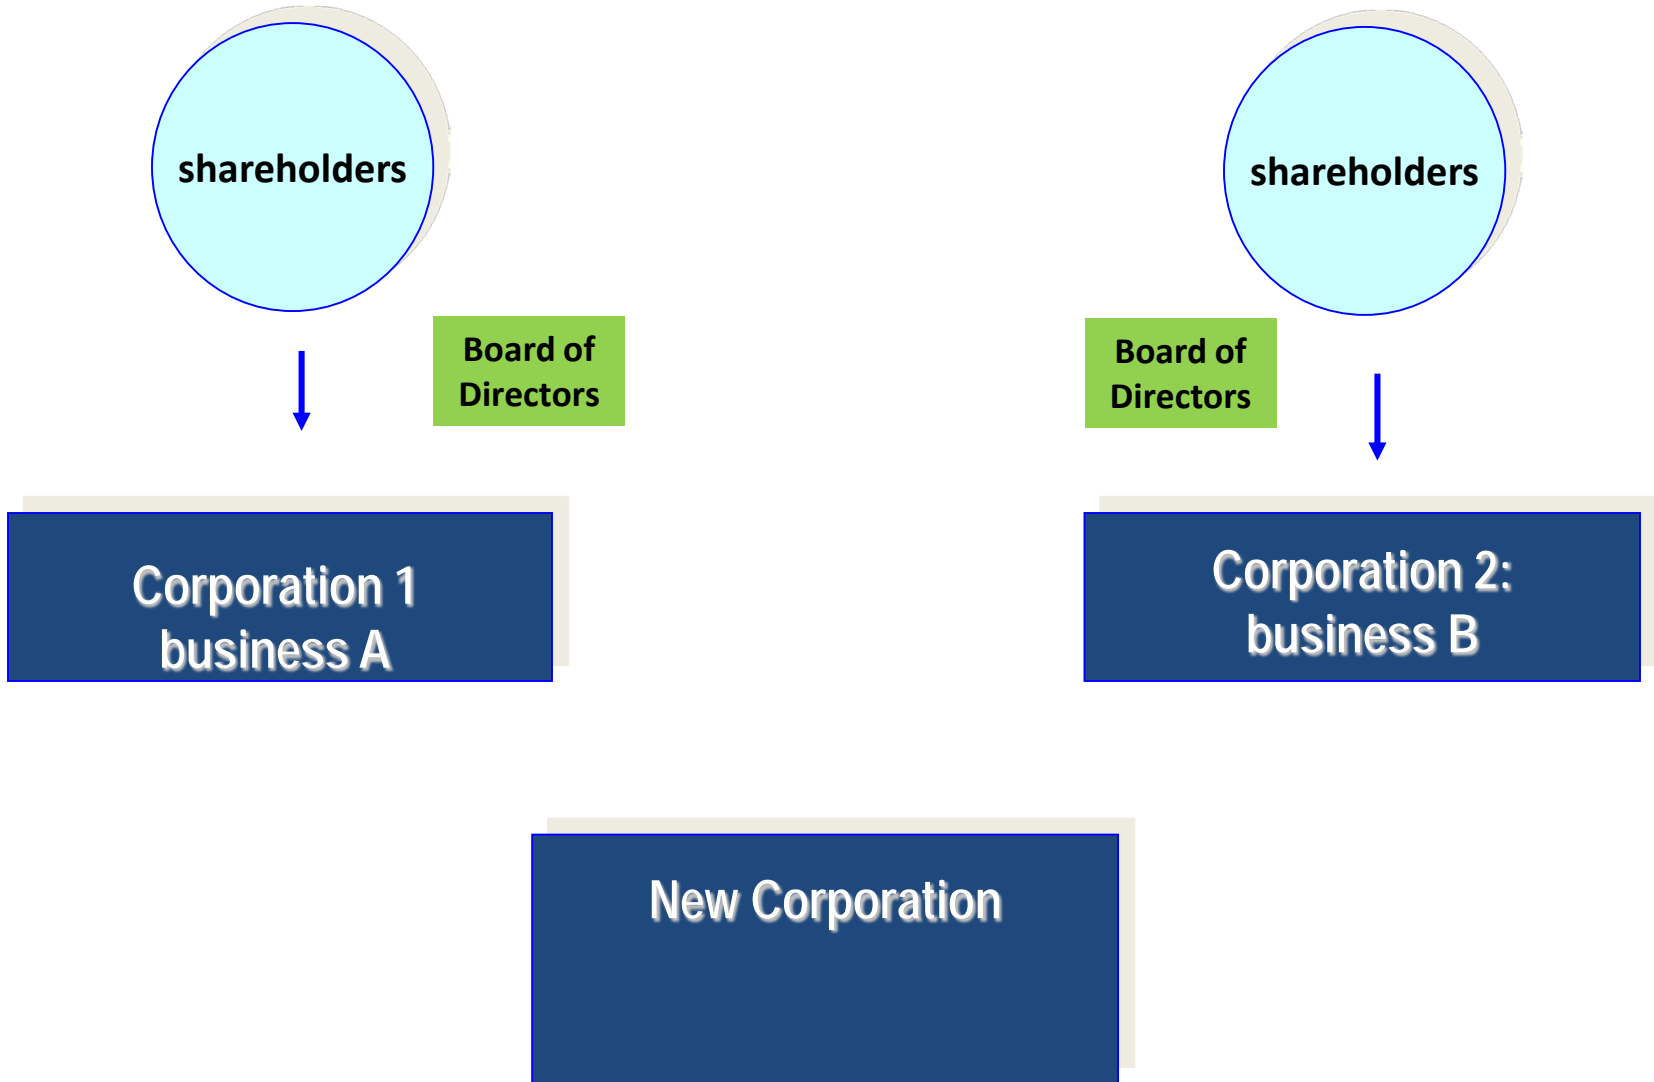 shareholders
shareholders
Board of
Directors
Board of
Directors
Corporation 1
business A
Corporation 2:
business B
New Corporation